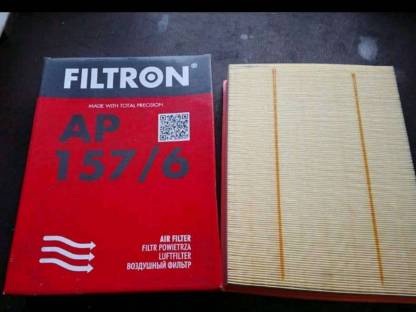 FILTRON
MADE WITH TOTAL PRECISION
AP
157/6
AIR FILTER
FILTR POWIETRZA
LUFTFILTER
ВОЗДУШНЫЙ ФИЛЬТР